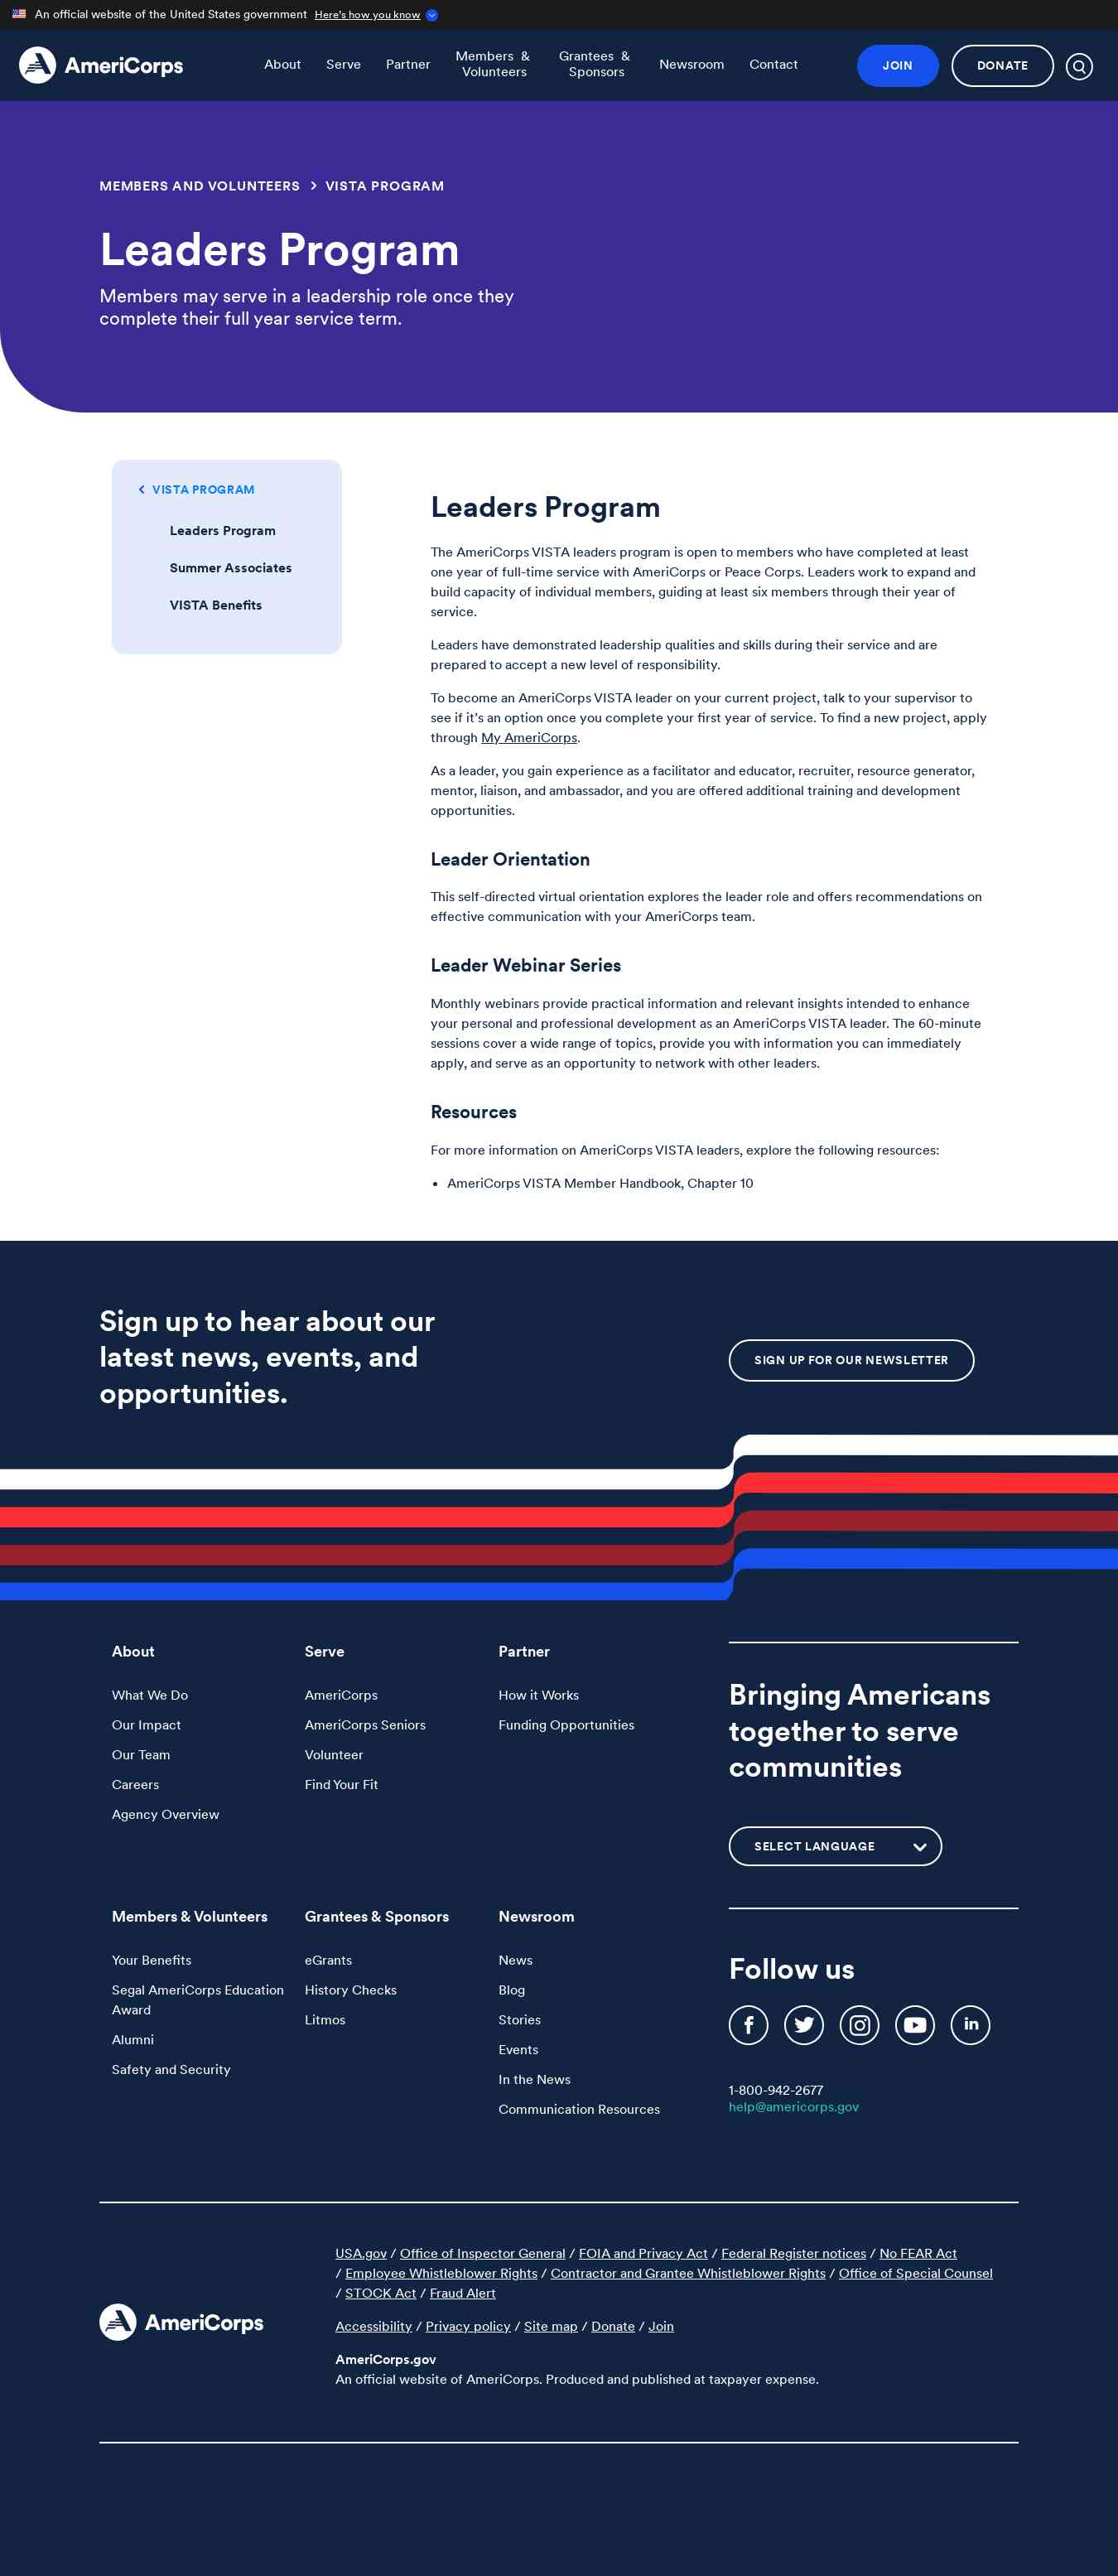 An official website of the United States government Here's how you know
AmeriCorps
About Serve Partner Members & Volunteers Grantees & Sponsors Newsroom Contact JOIN DONATE
MEMBERS AND VOLUNTEERS > VISTA PROGRAM
Leaders Program
Members may serve in a leadership role once they
complete their full year service term.
VISTA PROGRAM
Leaders Program
Summer Associates
VISTA Benefits
Leaders Program
The AmeriCorps VISTA leaders program is open to members who have completed at least
one year of full-time service with AmeriCorps or Peace Corps. Leaders work to expand and
build capacity of individual members, guiding at least six members through their year of
service.
Leaders have demonstrated leadership qualities and skills during their service and are
prepared to accept a new level of responsibility.
To become an AmeriCorps VISTA leader on your current project, talk to your supervisor to
see if it's an option once you complete your first year of service. To find a new project, apply
through My AmeriCorps.
As a leader, you gain experience as a facilitator and educator, recruiter, resource generator,
mentor, liaison, and ambassador, and you are offered additional training and development
opportunities.
Leader Orientation
This self-directed virtual orientation explores the leader role and offers recommendations on
effective communication with your AmeriCorps team.
Leader Webinar Series
Monthly webinars provide practical information and relevant insights intended to enhance
your personal and professional development as an AmeriCorps VISTA leader. The 60-minute
sessions cover a wide range of topics, provide you with information you can immediately
apply, and serve as an opportunity to network with other leaders.
Resources
For more information on AmeriCorps VISTA leaders, explore the following resources:
• AmeriCorps VISTA Member Handbook, Chapter 10
Sign up to hear about our
latest news, events, and
opportunities.
SIGN UP FOR OUR NEWSLETTER
About
What We Do
Our Impact
Our Team
Careers
Agency Overview
Serve
AmeriCorps
AmeriCorps Seniors
Volunteer
Find Your Fit
Partner
How it Works
Funding Opportunities
Bringing Americans
together to serve
communities
SELECT LANGUAGE
Members & Volunteers
Your Benefits
Segal AmeriCorps Education
Award
Alumni
Safety and Security
Grantees & Sponsors
eGrants
History Checks
Litmos
Newsroom
News
Blog
Stories
Events
In the News
Communication Resources
Follow us
1-800-942-2677
help@americorps.gov
AmeriCorps
USA.gov / Office of Inspector General / FOIA and Privacy Act / Federal Register notices / No FEAR Act
/ Employee Whistleblower Rights / Contractor and Grantee Whistleblower Rights / Office of Special Counsel
/ STOCK Act / Fraud Alert
Accessibility / Privacy policy / Site map / Donate / Join
AmeriCorps.gov
An official website of AmeriCorps. Produced and published at taxpayer expense.